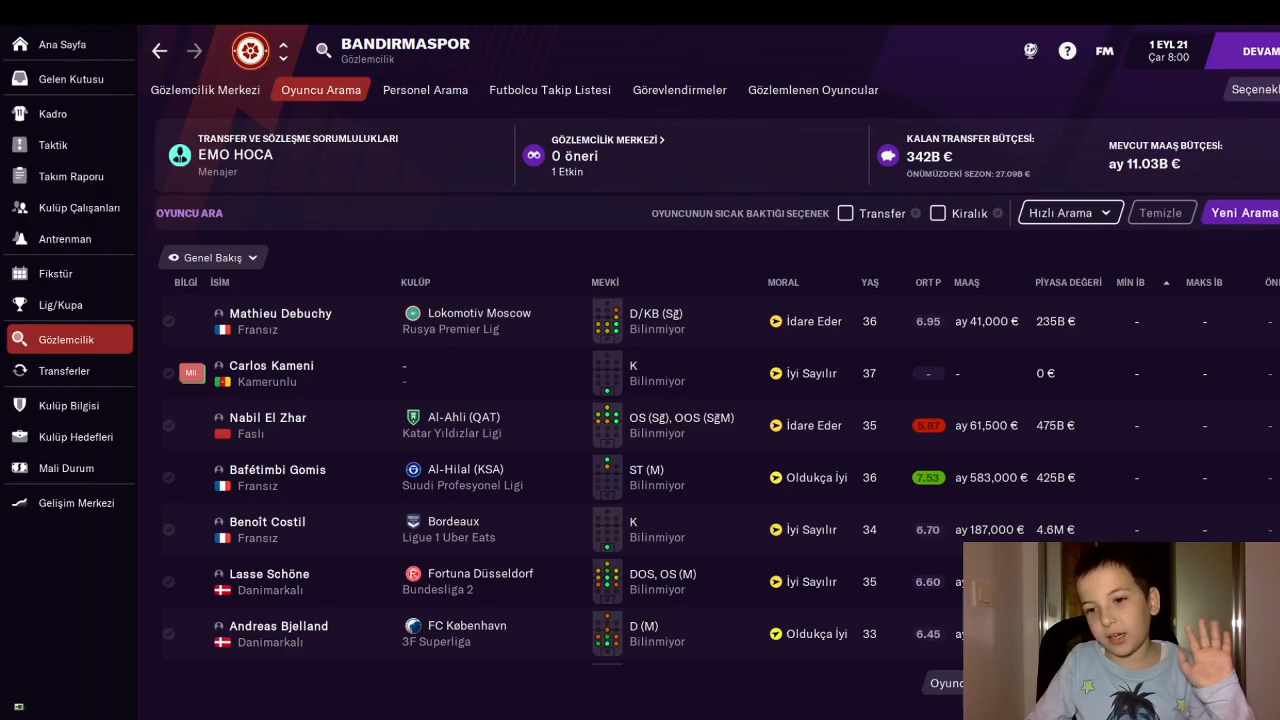 Ana Sayfa
Gelen Kutusu
Kadro
Taktik
Takım Raporu
Kulüp Çalışanları
Antrenman
Fikstür
Lig/Kupa
Gözlemcilik
Transferler
Kulüp Bilgisi
Kulüp Hedefleri
Mali Durum
Gelişim Merkezi
BANDIRMASPOR
Gözlemcilik
FM
1 EYL 21
Çar 8:00
DEVAM
Gözlemcilik Merkezi Oyuncu Arama Personel Arama Futbolcu Takip Listesi Görevlendirmeler Gözlemlenen Oyuncular
Seçenekl
TRANSFER VE SÖZLEŞME SORUMLULUKLARI
EMO HOCA
Menajer
GÖZLEMCİLİK MERKEZİ >
0 öneri
1 Etkin
KALAN TRANSFER BÜTÇESİ:
342B €
ÖNÜMÜZDEKİ SEZON: 27.09B €
MEVCUT MAAŞ BÜTÇESİ:
ay 11.03B €
OYUNCU ARA
OYUNCUNUN SICAK BAKTIĞI SEÇENEK Transfer Kiralık Hızlı Arama Temizle Yeni Arama
Genel Bakış
BİLGİ İSİM KULÜP MEVKİ MORAL YAŞ ORT P MAAŞ PİYASA DEĞERİ MİN İB MAKS İB ÖNE
Mathieu Debuchy Lokomotiv Moscow D/KB (Sğ) İdare Eder 36 6.95 ay 41,000 € 235B € - - -
Fransız Rusya Premier Lig Bilinmiyor
Mil Carlos Kameni - K İyi Sayılır 37 - - 0 € - - -
Kamerunlu - Bilinmiyor
Nabil El Zhar Al-Ahli (QAT) OS (Sğ), OOS (SğM) İdare Eder 35 5.87 ay 61,500 € 475B € - - -
Faslı Katar Yıldızlar Ligi Bilinmiyor
Bafétimbi Gomis Al-Hilal (KSA) ST (M) Oldukça İyi 36 7.53 ay 583,000 € 425B € - - -
Fransız Suudi Profesyonel Ligi Bilinmiyor
Benoît Costil Bordeaux K İyi Sayılır 34 6.70 ay 187,000 € 4.6M € - - -
Fransız Ligue 1 Uber Eats Bilinmiyor
Lasse Schöne Fortuna Düsseldorf DOS, OS (M) İyi Sayılır 35 6.60 ay
Danimarkalı Bundesliga 2 Bilinmiyor
Andreas Bjelland FC København D (M) Oldukça İyi 33 6.45 ay
Danimarkalı 3F Superliga Bilinmiyor
Oyunc